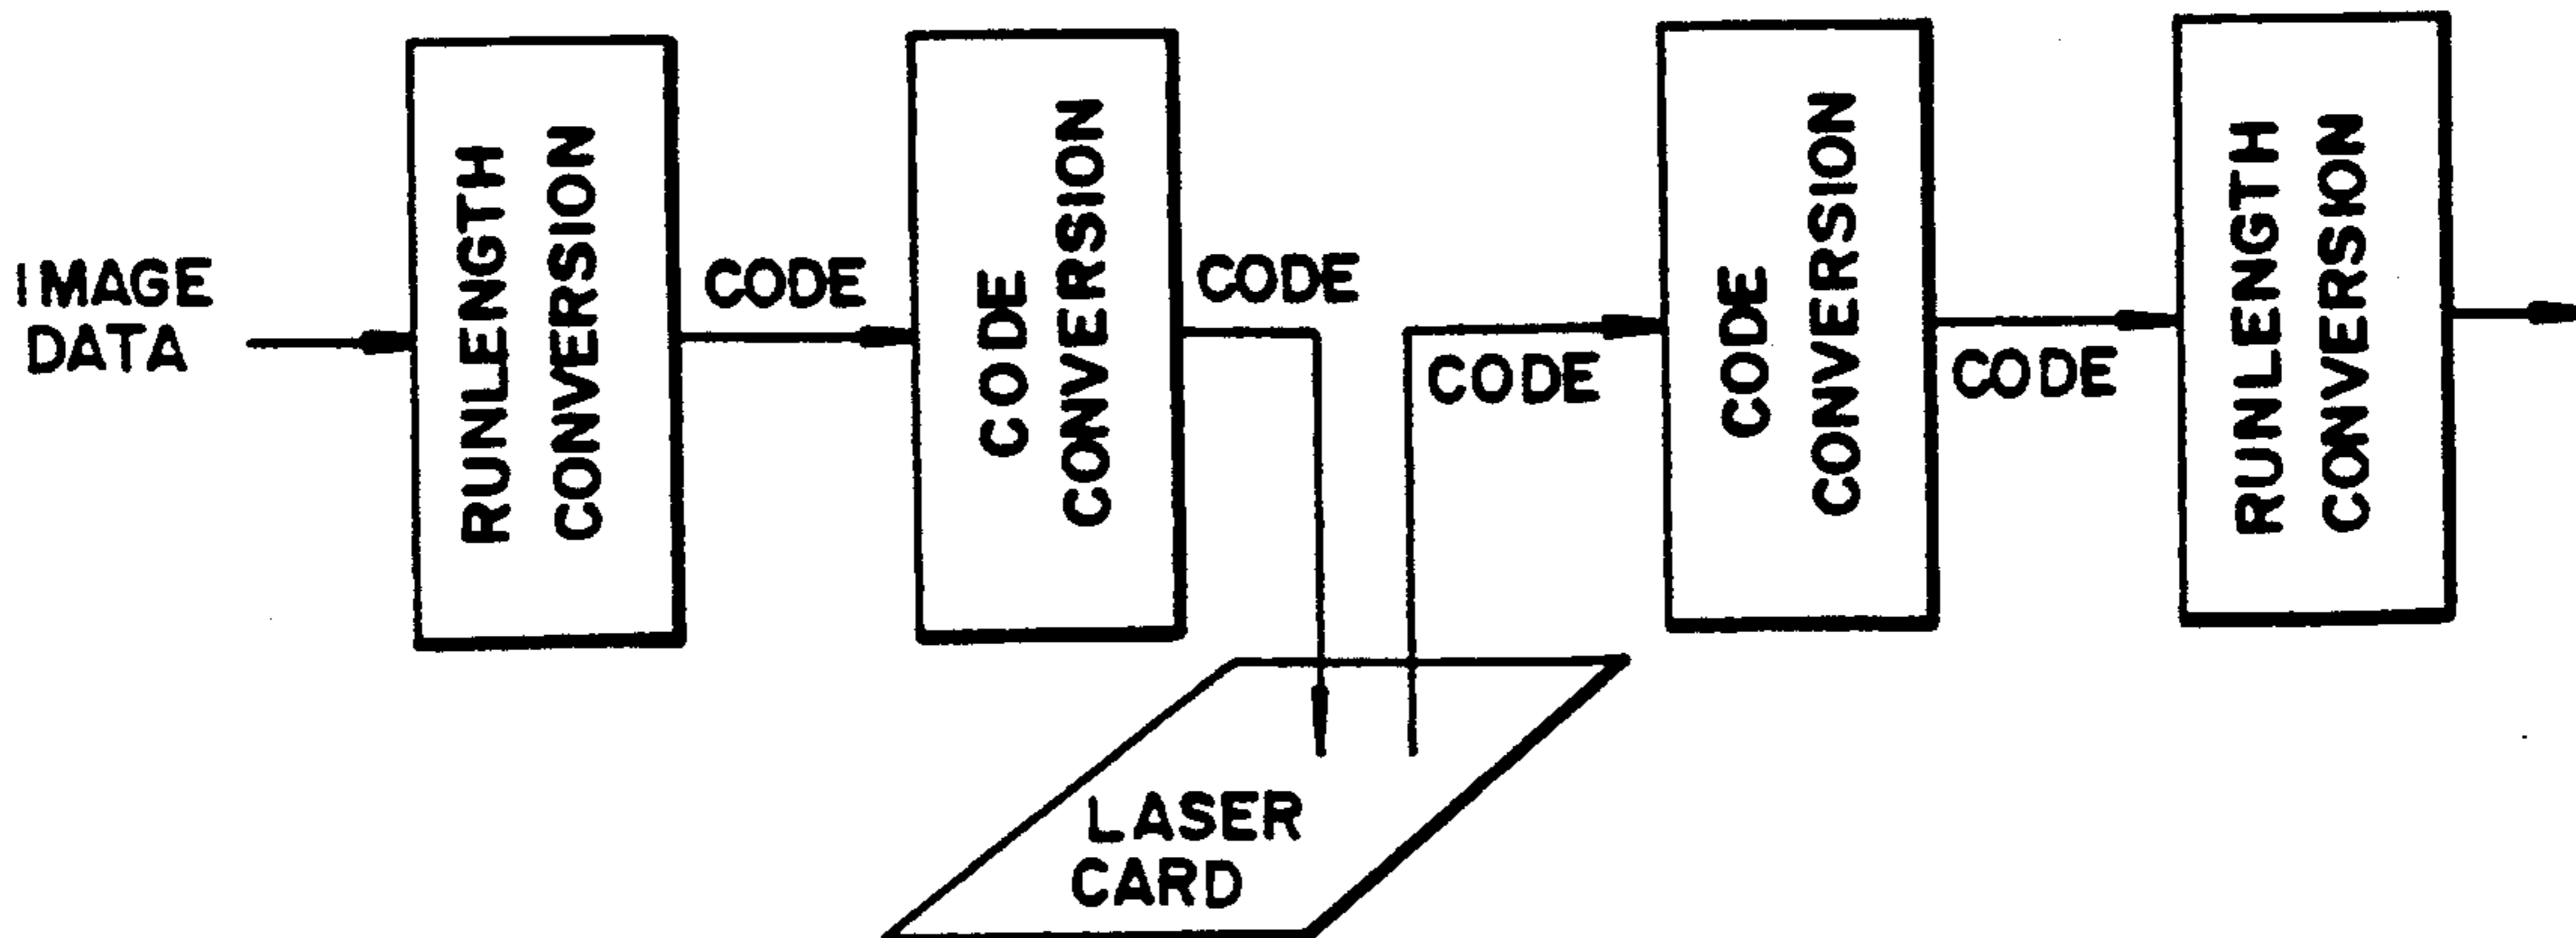 IMAGE
DATA
RUNLENGTH
CONVERSION
CODE
CODE
CONVERSION
CODE
LASER
CARD
CODE
CODE
CONVERSION
CODE
RUNLENGTH
CONVERSION